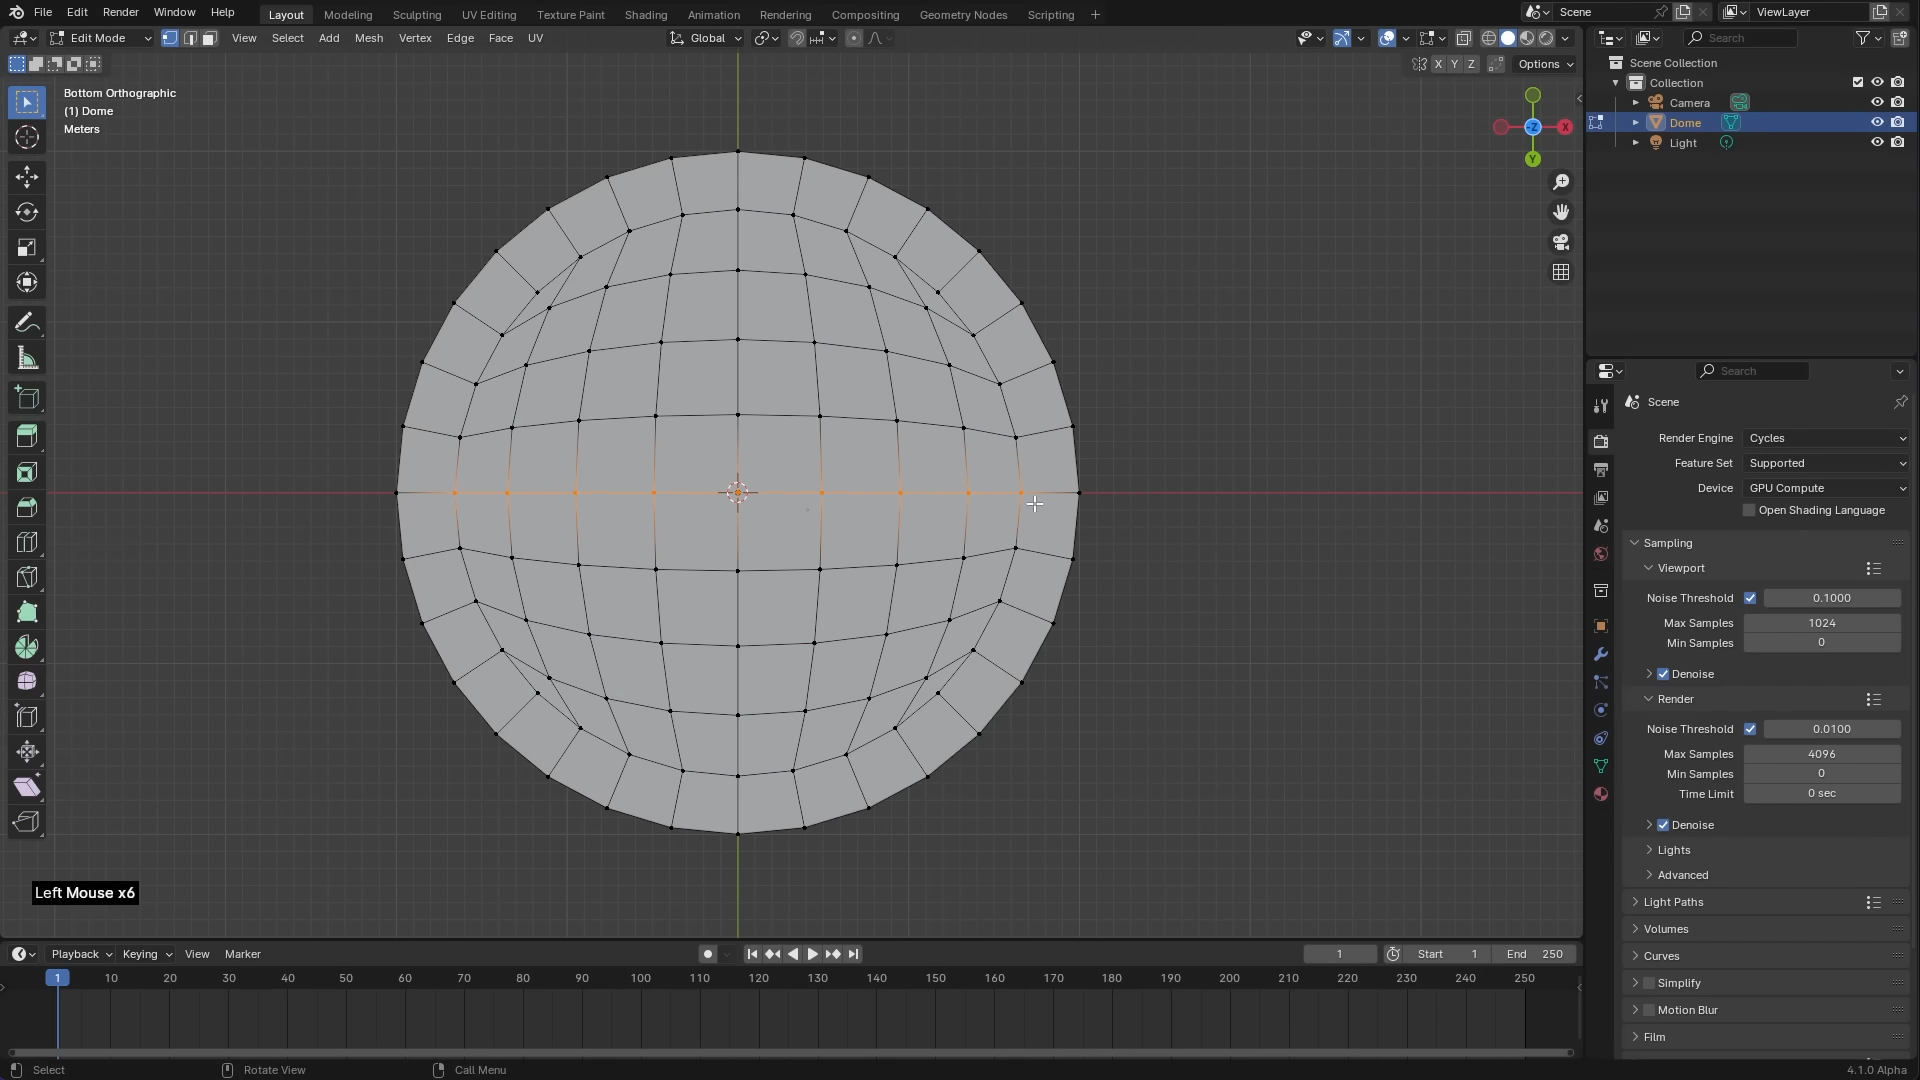 File Edit Render Window Help Layout Modeling Sculpting UV Editing Texture Paint Shading Animation Rendering Compositing Geometry Nodes Scripting + Scene ViewLayer
Edit Mode View Select Add Mesh Vertex Edge Face UV Global Search
X Y Z Options
Scene Collection
Collection
Camera
Dome
Light
Bottom Orthographic
(1) Dome
Meters
-Z X
Y
Search
Scene
Render Engine Cycles
Feature Set Supported
Device GPU Compute
Open Shading Language
Sampling
Viewport
Noise Threshold 0.1000
Max Samples 1024
Min Samples 0
Denoise
Render
Noise Threshold 0.0100
Max Samples 4096
Min Samples 0
Time Limit 0 sec
Denoise
Lights
Advanced
Light Paths
Volumes
Curves
Simplify
Motion Blur
Film
Left Mouse x6
Playback Keying View Marker 1 Start 1 End 250
1 10 20 30 40 50 60 70 80 90 100 110 120 130 140 150 160 170 180 190 200 210 220 230 240 250
Select Rotate View Call Menu 4.1.0 Alpha